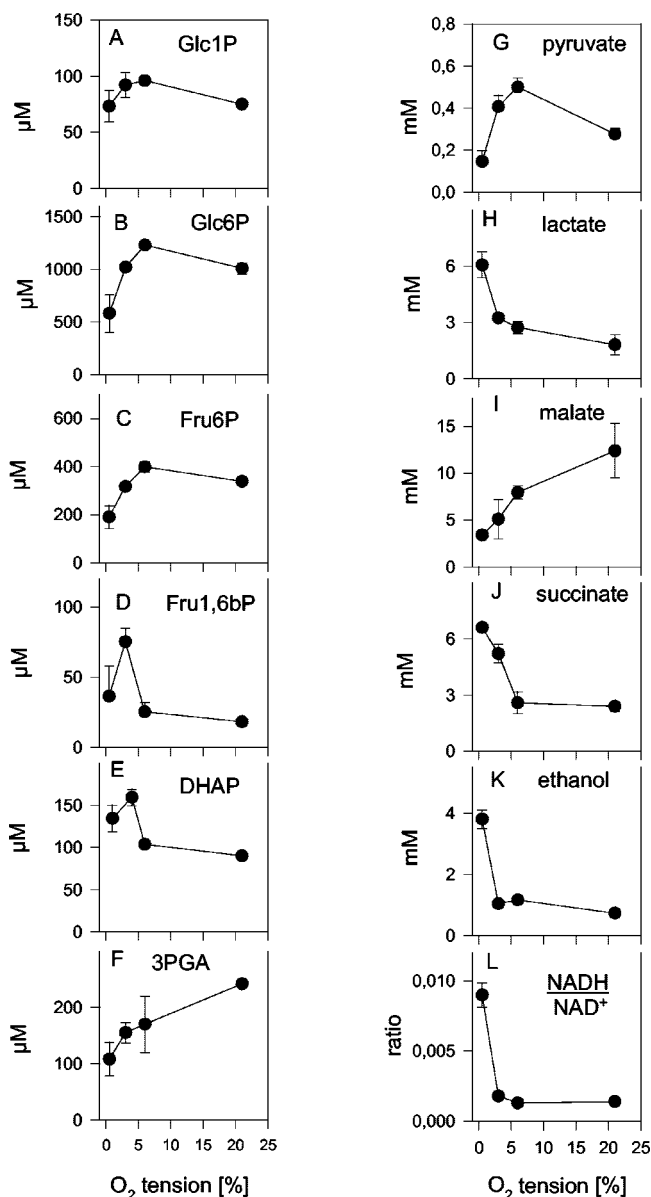 A Glc1P
µM
150
100
50
0
B Glc6P
µM
1500
1000
500
0
C Fru6P
µM
600
400
200
0
D Fru1,6bP
µM
100
50
0
E DHAP
µM
150
100
50
0
F 3PGA
µM
200
100
0
0 5 10 15 20 25
O₂ tension [%]
G pyruvate
mM
0,8
0,6
0,4
0,2
0,0
H lactate
mM
6
3
0
I malate
mM
15
10
5
0
J succinate
mM
6
3
0
K ethanol
mM
4
2
0
L NADH
NAD⁺
ratio
0,010
0,005
0,000
0 5 10 15 20 25
O₂ tension [%]